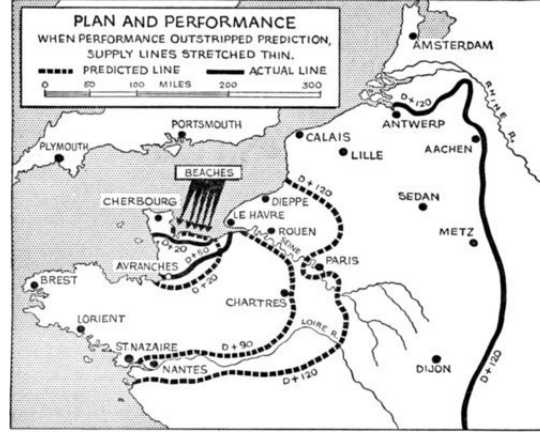 PLAN AND PERFORMANCE
WHEN PERFORMANCE OUTSTRIPPED PREDICTION,
SUPPLY LINES STRETCHED THIN.
PREDICTED LINE ACTUAL LINE
0 100 MILES 200 300
AMSTERDAM
RHINE R.
D+120
ANTWERP
PORTSMOUTH
PLYMOUTH
CALAIS
LILLE
AACHEN
BEACHES
D+120
CHERBOURG
DIEPPE
LE HAVRE
ROUEN
SEDAN
SEINE
METZ
D+20
D+50
AVRANCHES
D+20
PARIS
BREST
CHARTRES
LORIENT
LOIRE R.
ST. NAZAIRE
D+90
NANTES
D+120
DIJON
D+120